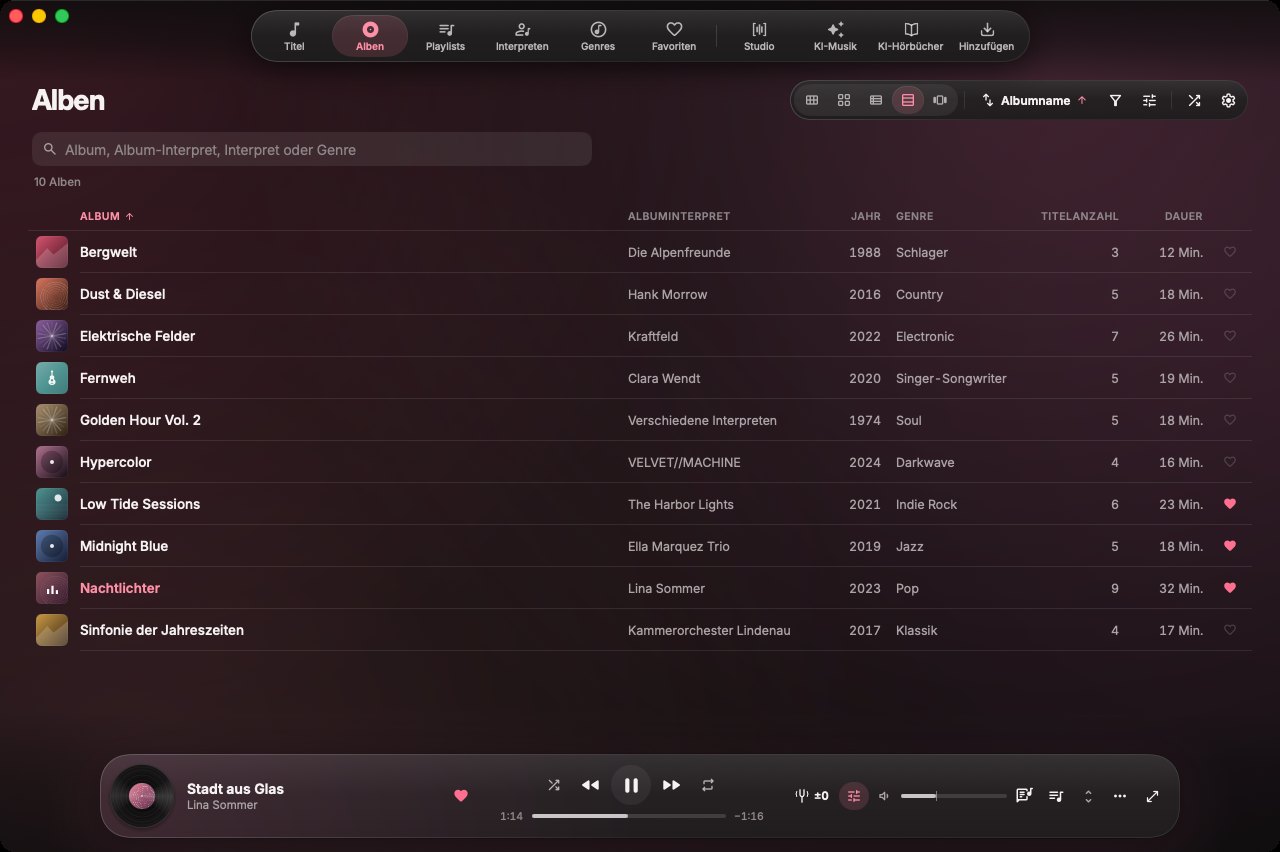 Titel Alben Playlists Interpreten Genres Favoriten Studio KI-Musik KI-Hörbücher Hinzufügen
Alben
Albumname
Album, Album-Interpret, Interpret oder Genre
10 Alben
ALBUM ALBUMINTERPRET JAHR GENRE TITELANZAHL DAUER
Bergwelt Die Alpenfreunde 1988 Schlager 3 12 Min.
Dust & Diesel Hank Morrow 2016 Country 5 18 Min.
Elektrische Felder Kraftfeld 2022 Electronic 7 26 Min.
Fernweh Clara Wendt 2020 Singer-Songwriter 5 19 Min.
Golden Hour Vol. 2 Verschiedene Interpreten 1974 Soul 5 18 Min.
Hypercolor VELVET//MACHINE 2024 Darkwave 4 16 Min.
Low Tide Sessions The Harbor Lights 2021 Indie Rock 6 23 Min.
Midnight Blue Ella Marquez Trio 2019 Jazz 5 18 Min.
Nachtlichter Lina Sommer 2023 Pop 9 32 Min.
Sinfonie der Jahreszeiten Kammerorchester Lindenau 2017 Klassik 4 17 Min.
Stadt aus Glas
Lina Sommer
±0
1:14 −1:16